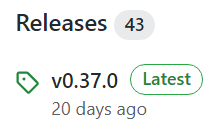 Releases 43
v0.37.0 Latest
20 days ago